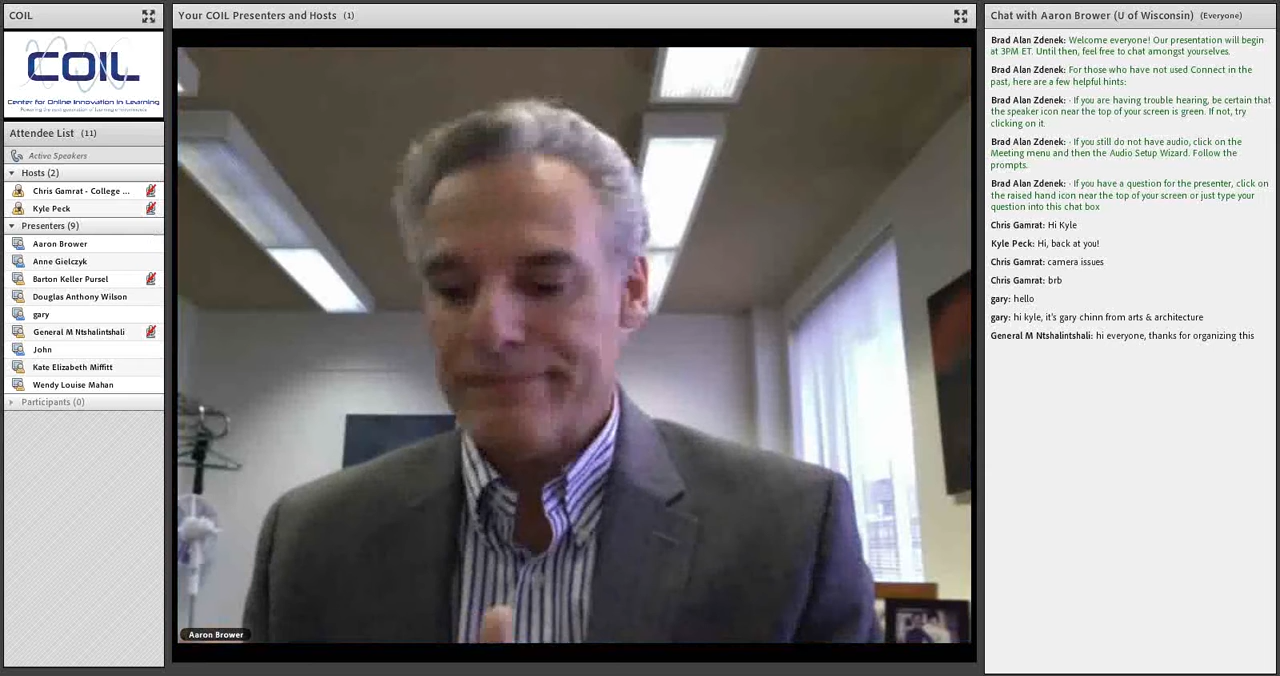 COIL
COIL
Center for Online Innovation in Learning
Attendee List (11)
Active Speakers
Hosts (2)
Chris Gamrat - College ...
Kyle Peck
Presenters (9)
Aaron Brower
Anne Gielczyk
Barton Keller Pursel
Douglas Anthony Wilson
gary
General M Ntshalintshali
John
Kate Elizabeth Miffitt
Wendy Louise Mahan
Participants (0)
Your COIL Presenters and Hosts (1)
Aaron Brower
Chat with Aaron Brower (U of Wisconsin) (Everyone)
Brad Alan Zdenek: Welcome everyone! Our presentation will begin
at 3PM ET. Until then, feel free to chat amongst yourselves.
Brad Alan Zdenek: For those who have not used Connect in the
past, here are a few helpful hints:
Brad Alan Zdenek: - If you are having trouble hearing, be certain that
the speaker icon near the top of your screen is green. If not, try
clicking on it.
Brad Alan Zdenek: - If you still do not have audio, click on the
Meeting menu and then the Audio Setup Wizard. Follow the
prompts.
Brad Alan Zdenek: - If you have a question for the presenter, click on
the raised hand icon near the top of your screen or just type your
question into this chat box
Chris Gamrat: Hi Kyle
Kyle Peck: Hi, back at you!
Chris Gamrat: camera issues
Chris Gamrat: brb
gary: hello
gary: hi kyle, it's gary chinn from arts & architecture
General M Ntshalintshali: hi everyone, thanks for organizing this